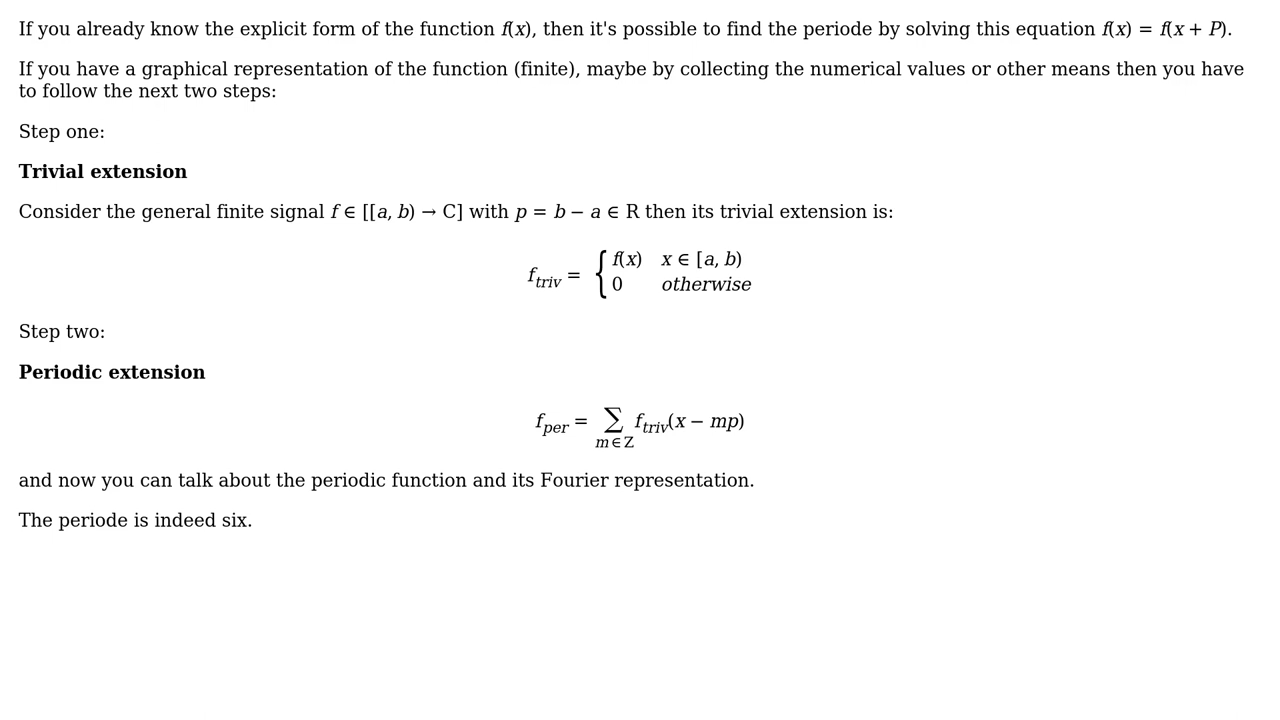 If you already know the explicit form of the function f(x), then it's possible to find the periode by solving this equation f(x) = f(x + P).
If you have a graphical representation of the function (finite), maybe by collecting the numerical values or other means then you have
to follow the next two steps:
Step one:
Trivial extension
Consider the general finite signal f ∈ [[a, b) → C] with p = b − a ∈ R then its trivial extension is:
f_triv = { f(x) x ∈ [a, b)
0 otherwise
Step two:
Periodic extension
f_per = ∑_{m∈Z} f_triv(x − mp)
and now you can talk about the periodic function and its Fourier representation.
The periode is indeed six.